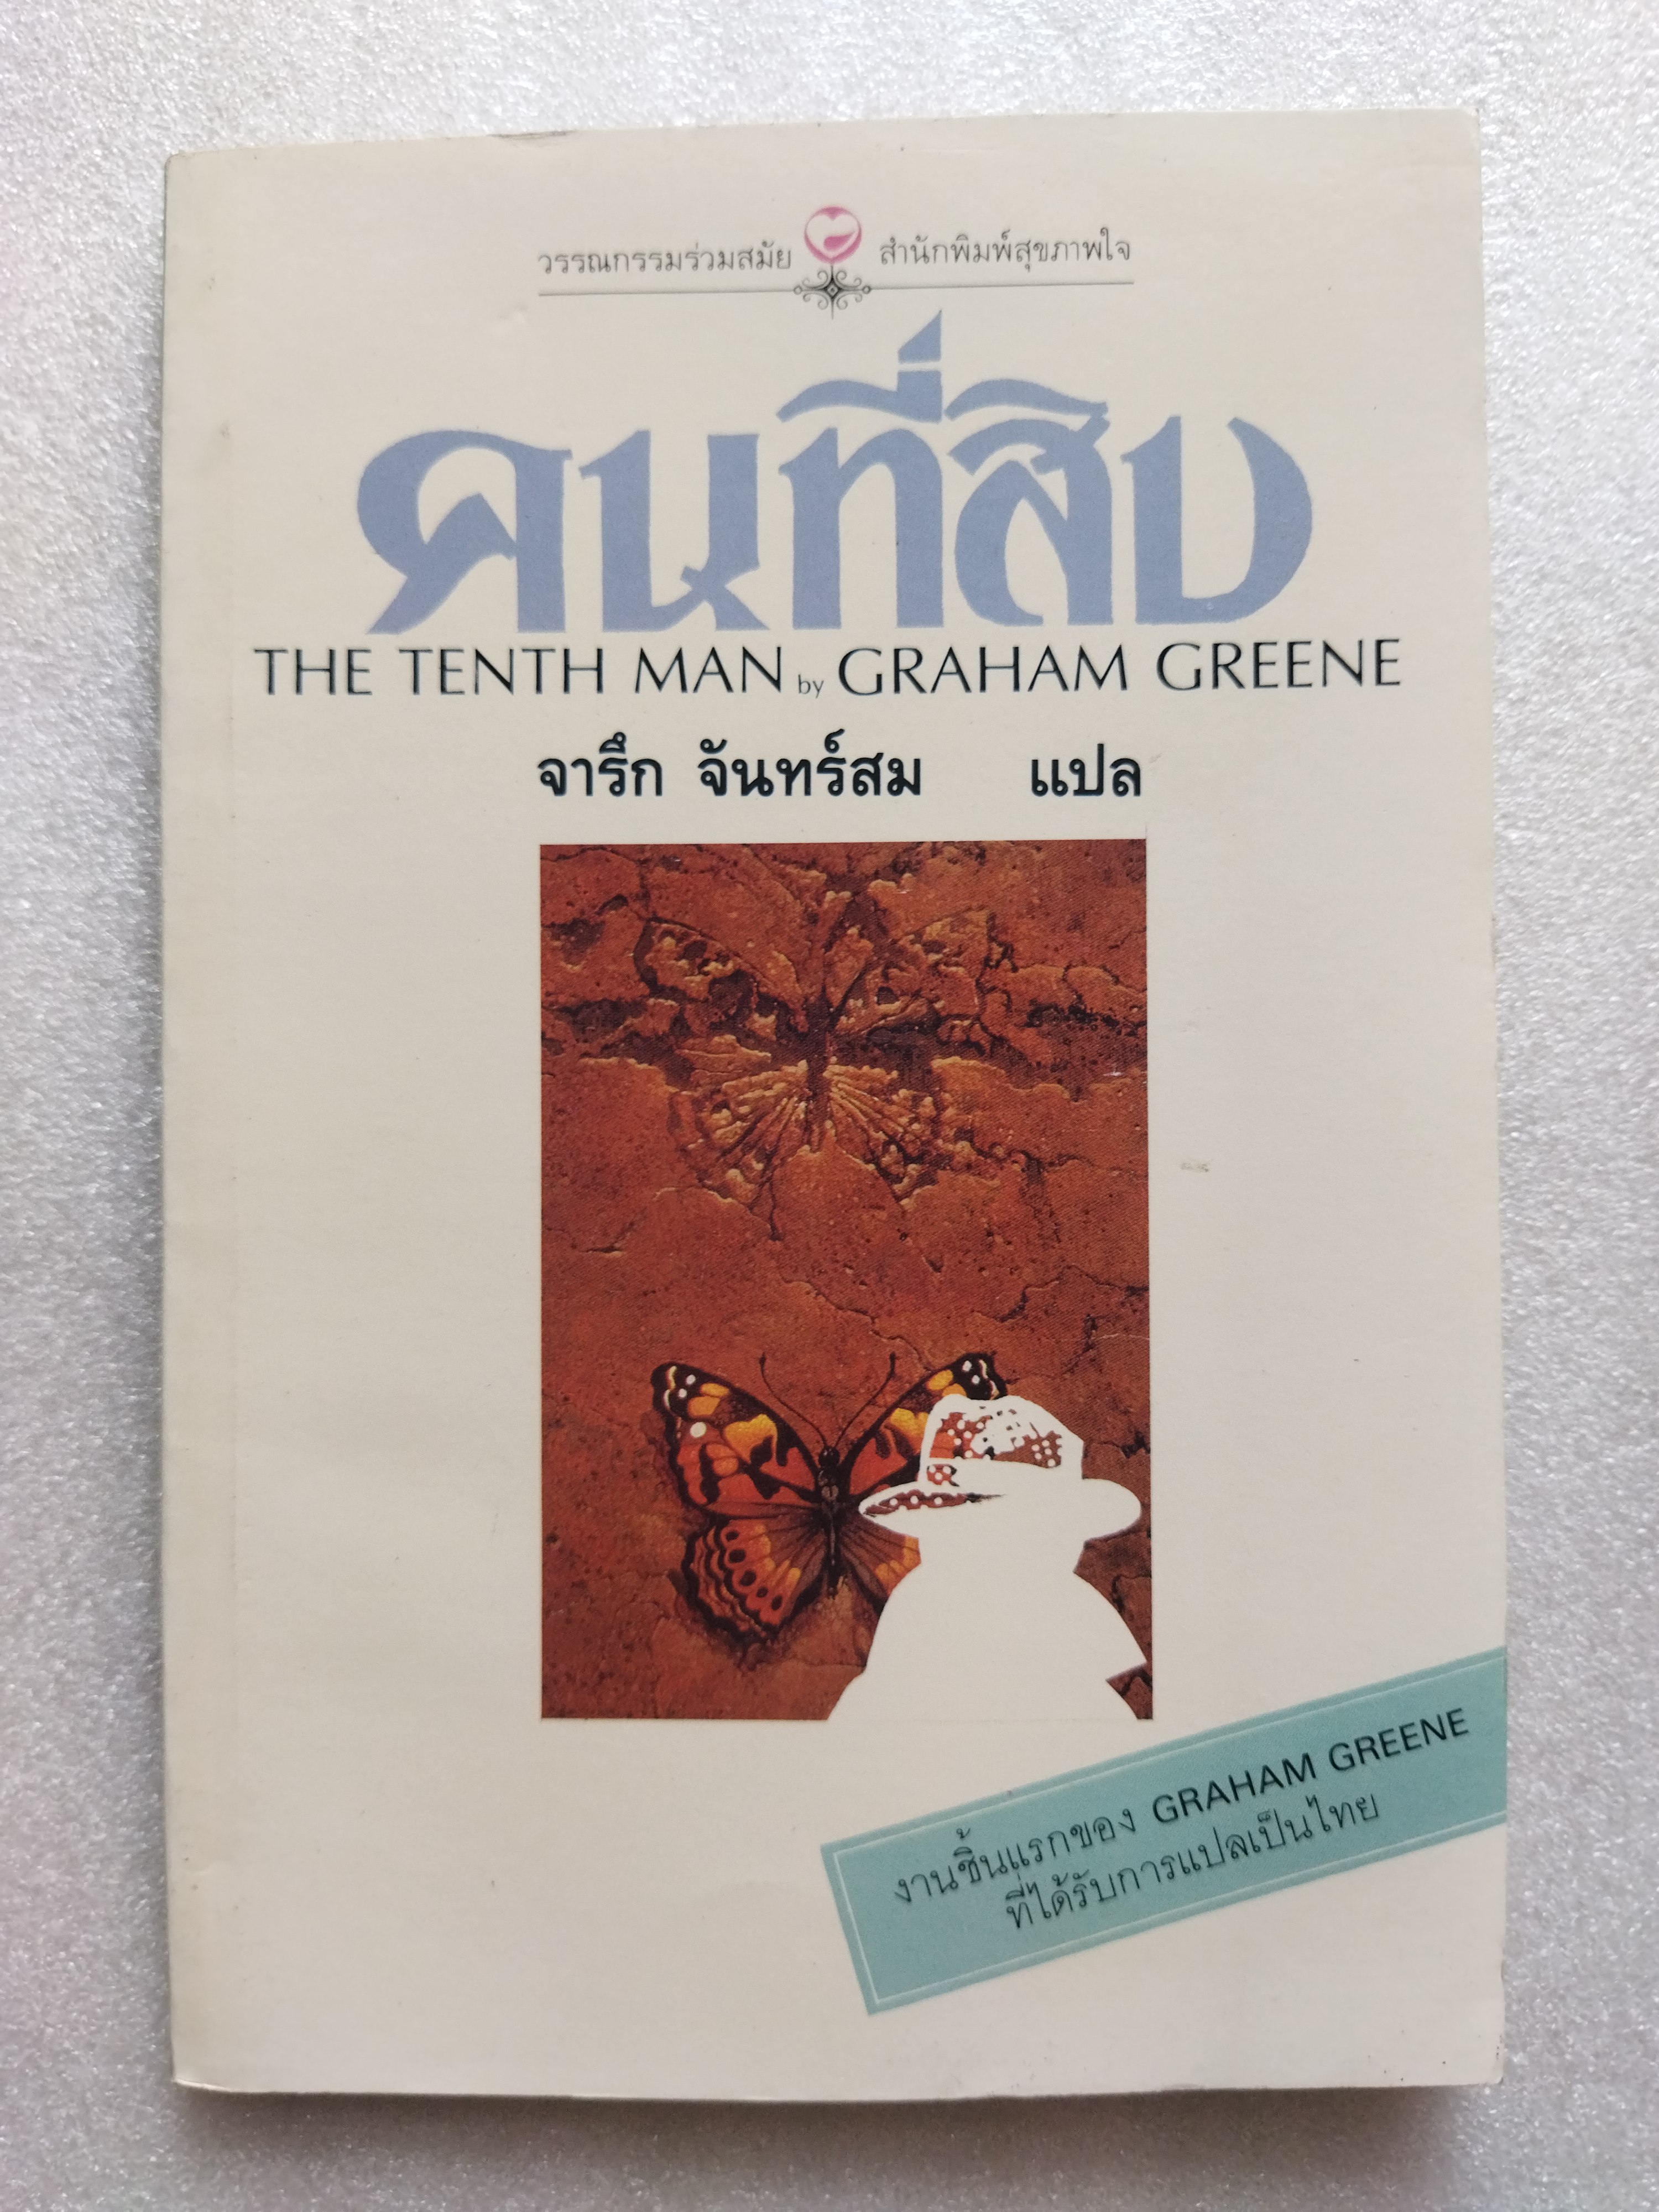 วรรณกรรมร่วมสมัย สำนักพิมพ์สุขภาพใจ
คนที่สิบ
THE TENTH MAN by GRAHAM GREENE
จารึก จันทร์สม แปล
งานชิ้นแรกของ GRAHAM GREENE
ที่ได้รับการแปลเป็นไทย